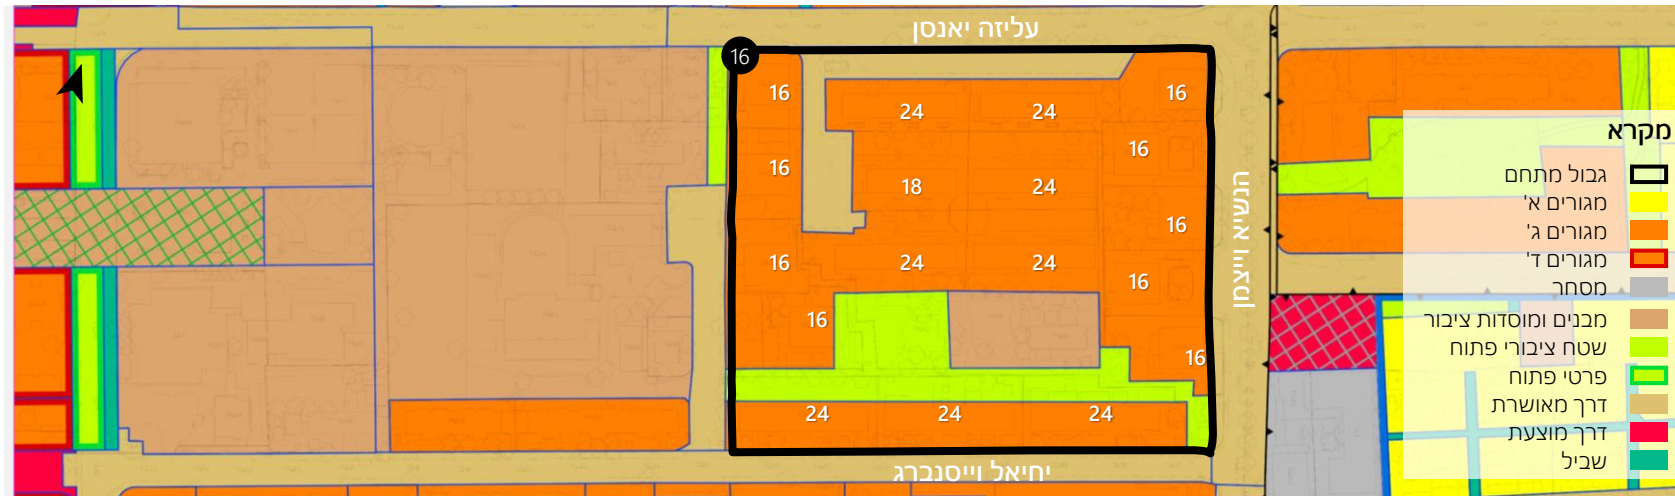 עליזה יאנסן
16
16 24 24 16
16
16 18 24
הנשיא וייצמן
16
16 24 24
16
16
16
24 24 24
יחיאל וייסנברג
מקרא
גבול מתחם
מגורים א'
מגורים ג'
מגורים ד'
מסחר
מבנים ומוסדות ציבור
שטח ציבורי פתוח
פרטי פתוח
דרך מאושרת
דרך מוצעת
שביל